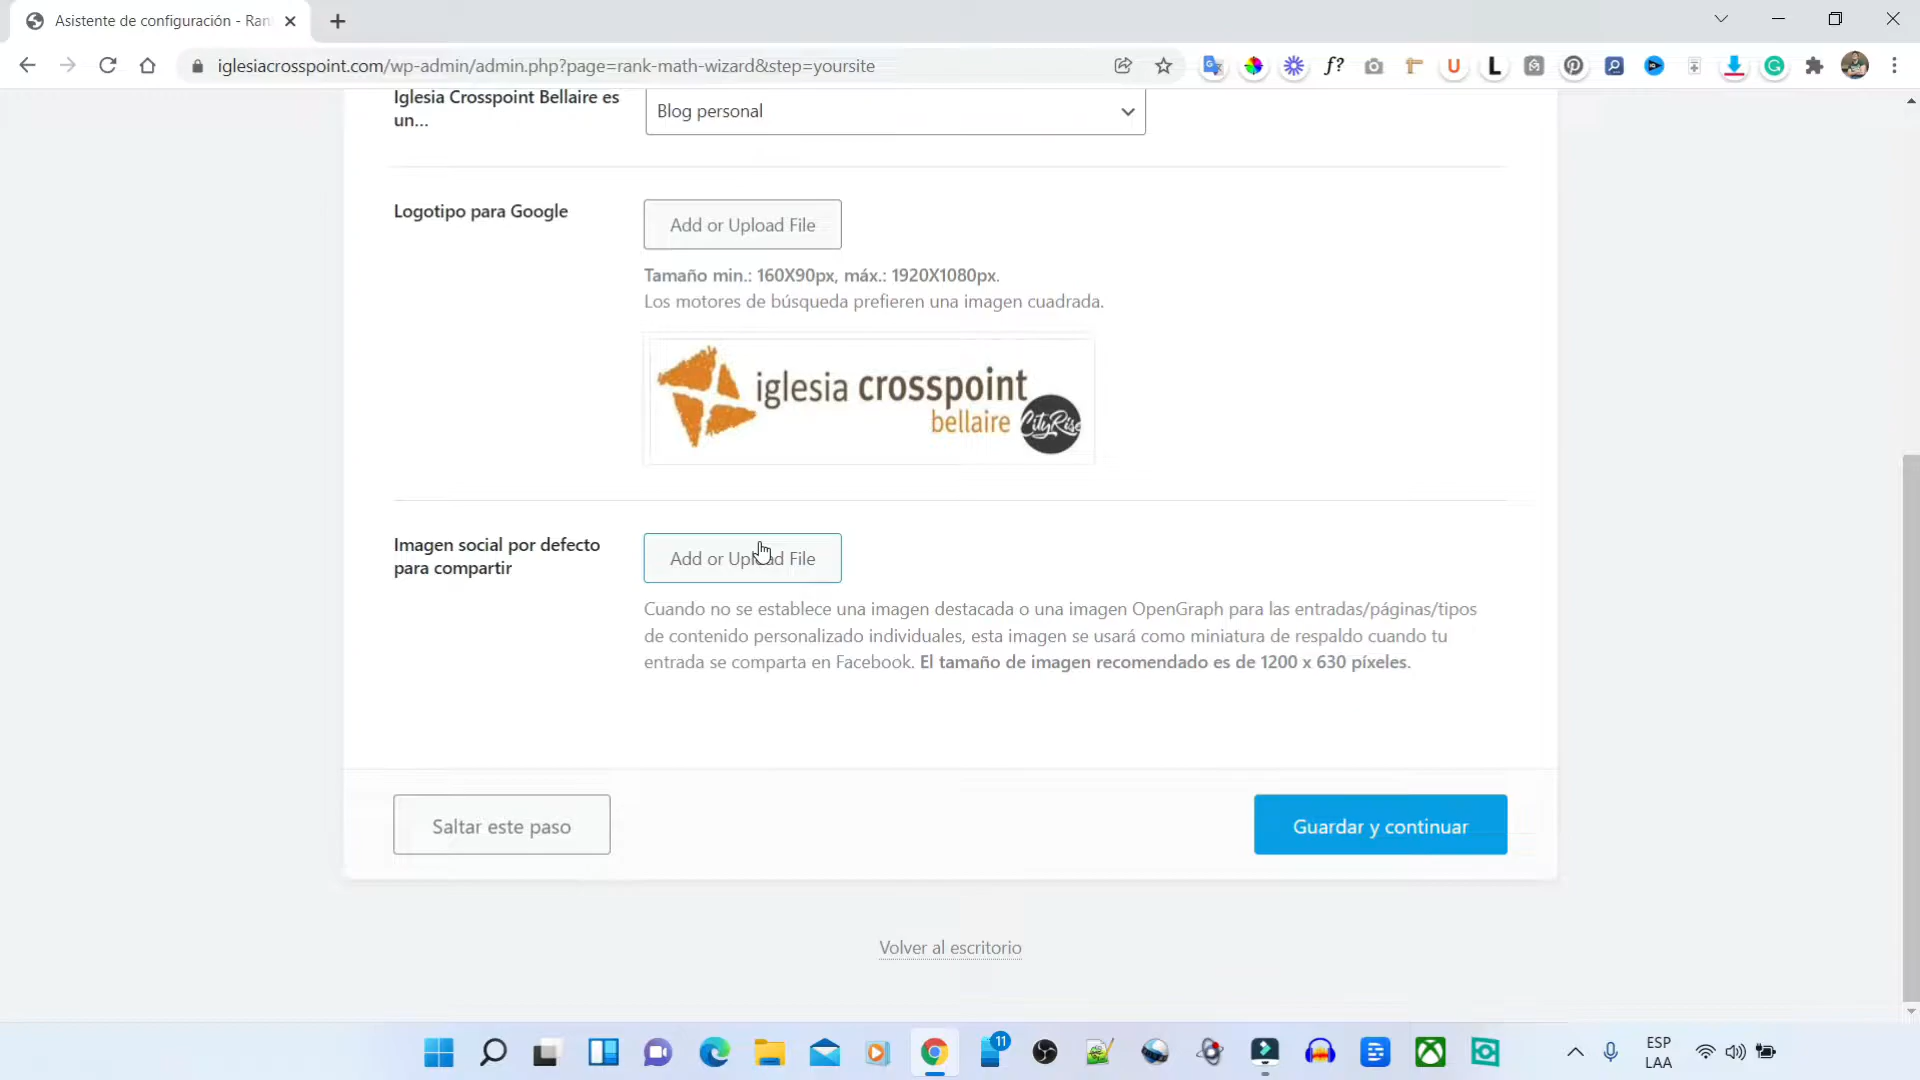 Asistente de configuración - Ran
iglesiacrosspoint.com/wp-admin/admin.php?page=rank-math-wizard&step=yoursite
Iglesia Crosspoint Bellaire es
un...
Blog personal
Logotipo para Google
Add or Upload File
Tamaño min.: 160X90px, máx.: 1920X1080px.
Los motores de búsqueda prefieren una imagen cuadrada.
iglesia crosspoint
bellaire
CityRise
Imagen social por defecto
para compartir
Add or Upload File
Cuando no se establece una imagen destacada o una imagen OpenGraph para las entradas/páginas/tipos
de contenido personalizado individuales, esta imagen se usará como miniatura de respaldo cuando tu
entrada se comparta en Facebook. El tamaño de imagen recomendado es de 1200 x 630 píxeles.
Saltar este paso
Guardar y continuar
Volver al escritorio
11
ESP
LAA